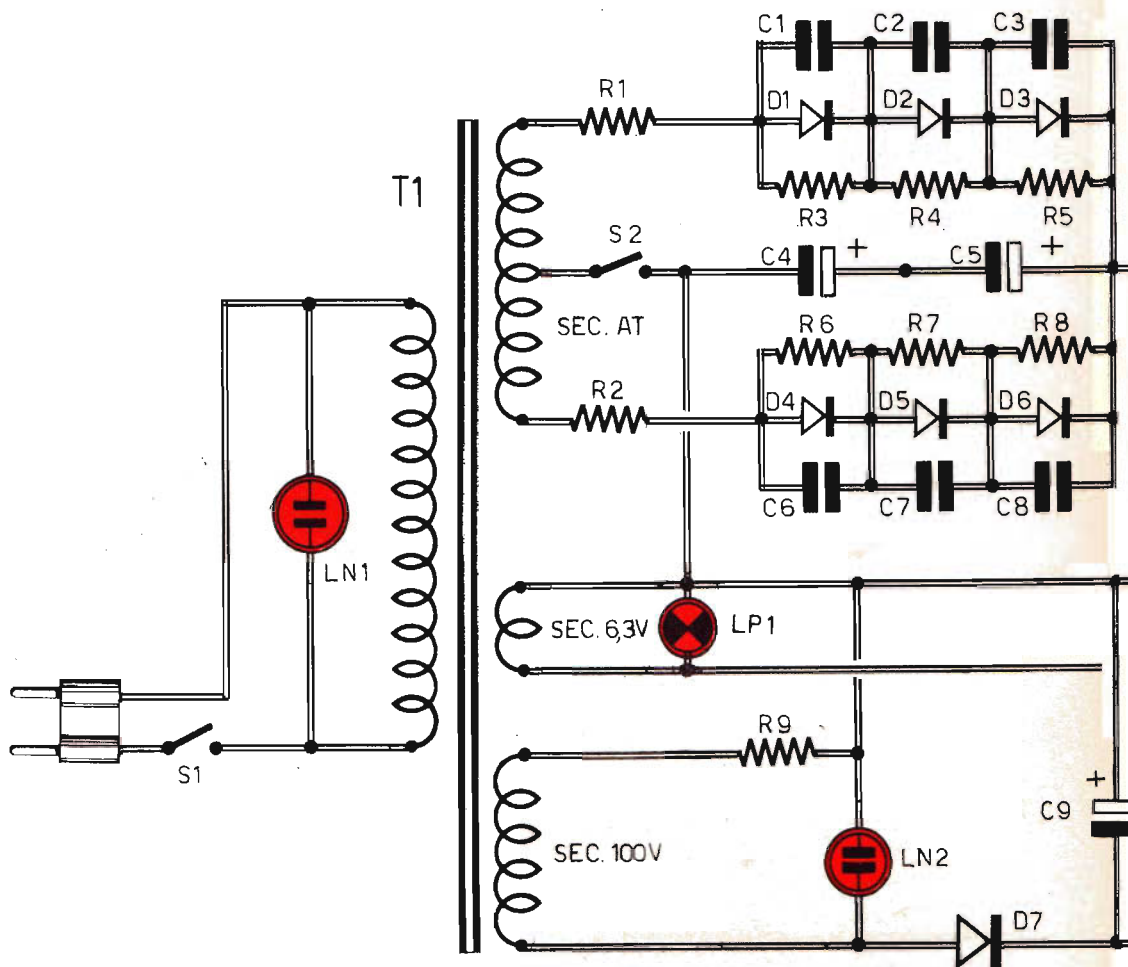 C1 C2 C3
R1
D1 D2 D3
T1
R3 R4 R5
S2
C4 + C5 +
SEC. AT
R6 R7 R8
R2
D4 D5 D6
C6 C7 C8
LN1
SEC. 6,3V
LP1
R9
S1
+
C9
SEC. 100V
LN2
D7